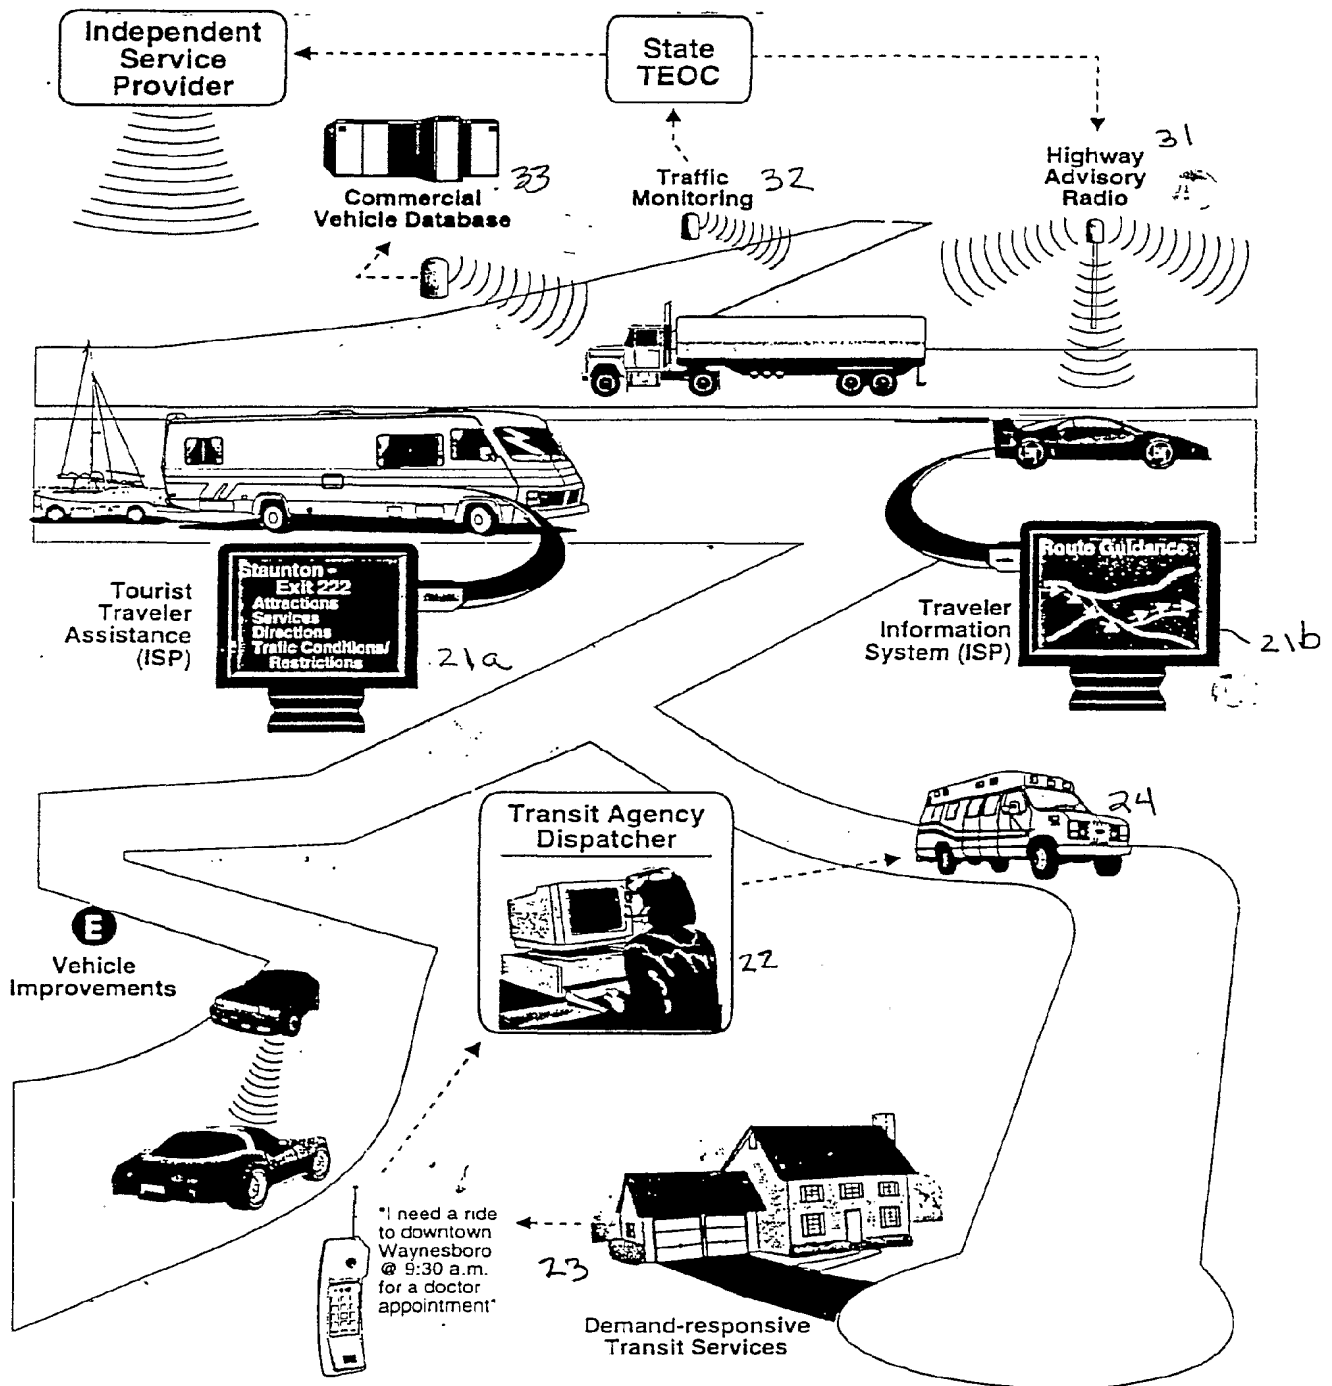 Independent
Service
Provider
State
TEOC
Commercial
Vehicle Database
33
Traffic
Monitoring
32
Highway
Advisory
Radio
31
Tourist
Traveler
Assistance
(ISP)
Staunton -
Exit 222
Attractions
Services
Directions
Traffic Conditions/
Restrictions
21a
Traveler
Information
System (ISP)
Route Guidance
21b
Transit Agency
Dispatcher
22
24
E
Vehicle
Improvements
"I need a ride
to downtown
Waynesboro
@ 9:30 a.m.
for a doctor
appointment"
23
Demand-responsive
Transit Services